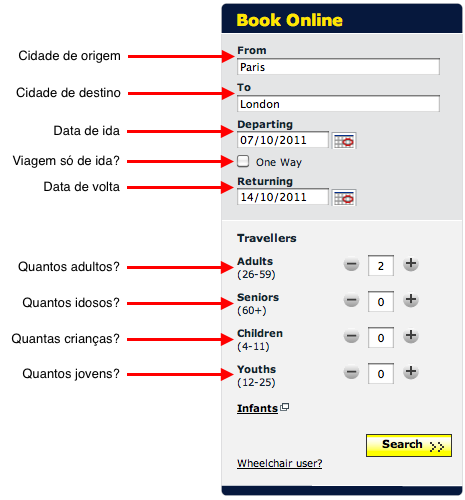 Book Online
Cidade de origem
From
Paris
Cidade de destino
To
London
Data de ida
Departing
07/10/2011
Viagem só de ida?
One Way
Data de volta
Returning
14/10/2011
Travellers
Quantos adultos?
Adults
(26-59)
2
Quantos idosos?
Seniors
(60+)
0
Quantas crianças?
Children
(4-11)
0
Quantos jovens?
Youths
(12-25)
0
Infants
Search >>
Wheelchair user?